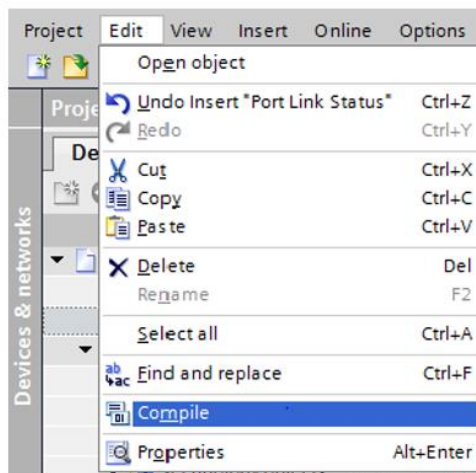 Project Edit View Insert Online Options
Open object
Proje
Undo Insert "Port Link Status" Ctrl+Z
Redo Ctrl+Y
De
Cut Ctrl+X
Copy Ctrl+C
Paste Ctrl+V
Delete Del
Rename F2
Select all Ctrl+A
Find and replace Ctrl+F
Compile
Properties Alt+Enter
Devices & networks